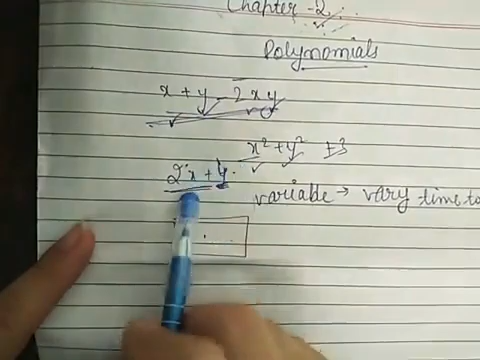 Chapter-2
Polynomials
x + y - 2xy
x² + y² + 3
2x + y
variable → vary time to